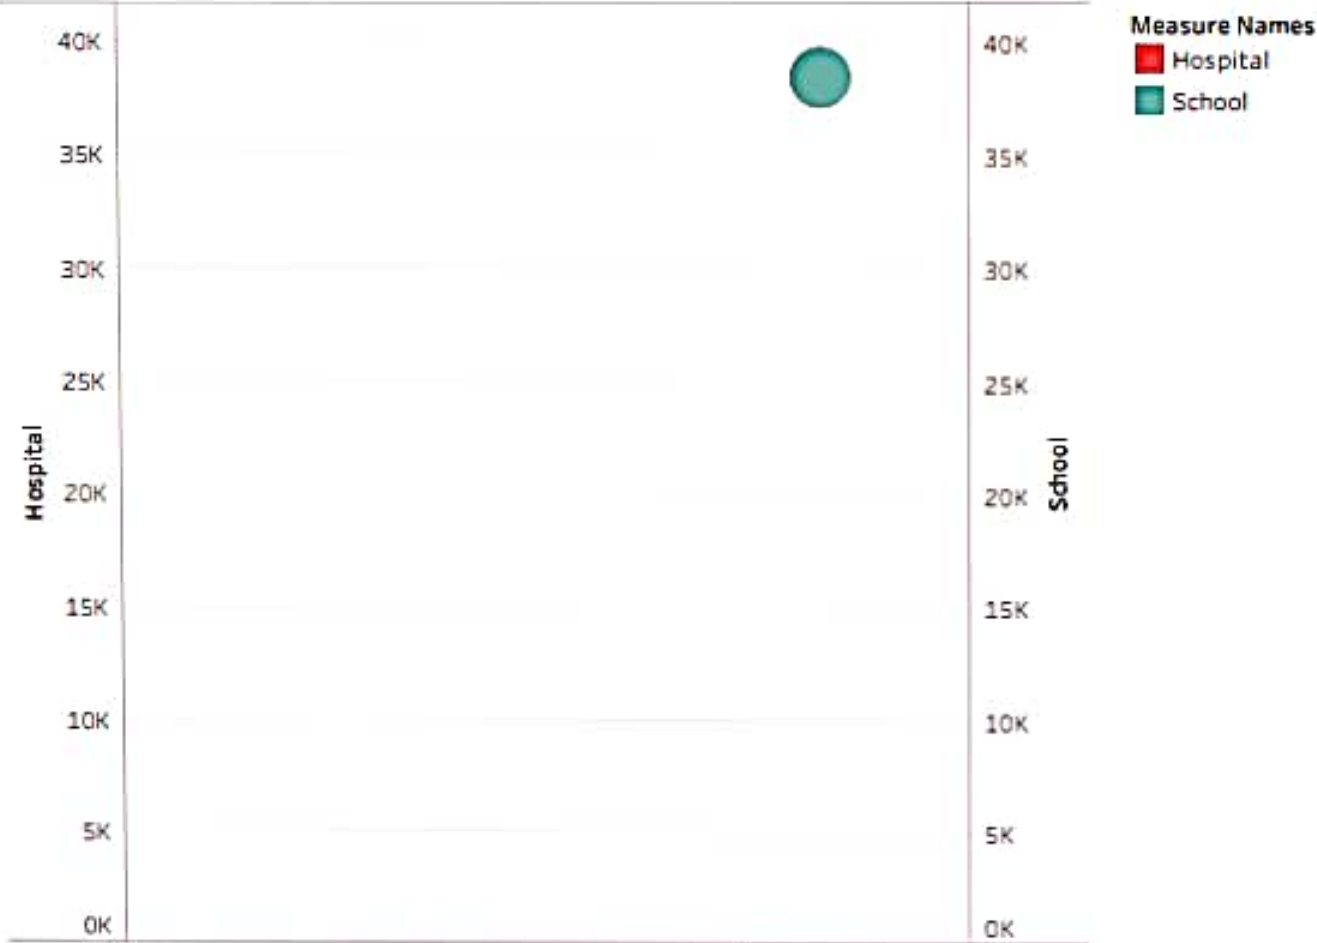 Measure Names
Hospital
School
Hospital
40K
35K
30K
25K
20K
15K
10K
5K
0K
40K
35K
30K
25K
20K
15K
10K
5K
0K
School